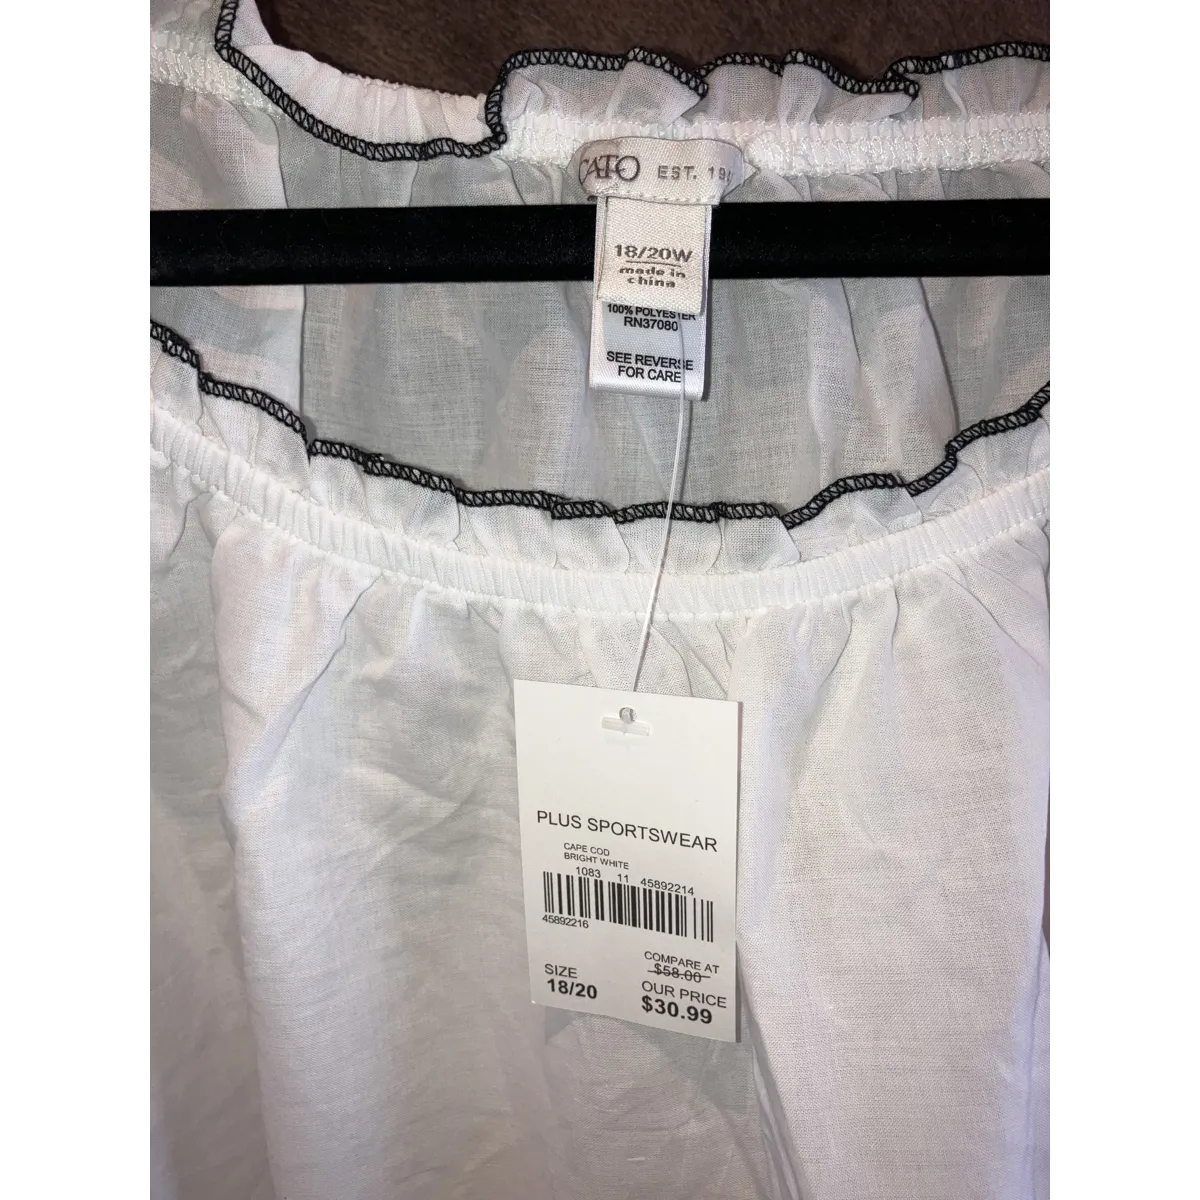 CATO EST. 19
18/20W
made in
china
100% POLYESTER
RN37080
SEE REVERSE
FOR CARE
PLUS SPORTSWEAR
CAPE COD
BRIGHT WHITE
1083 11 45892214
45892216
SIZE
18/20
COMPARE AT
$58.00
OUR PRICE
$30.99